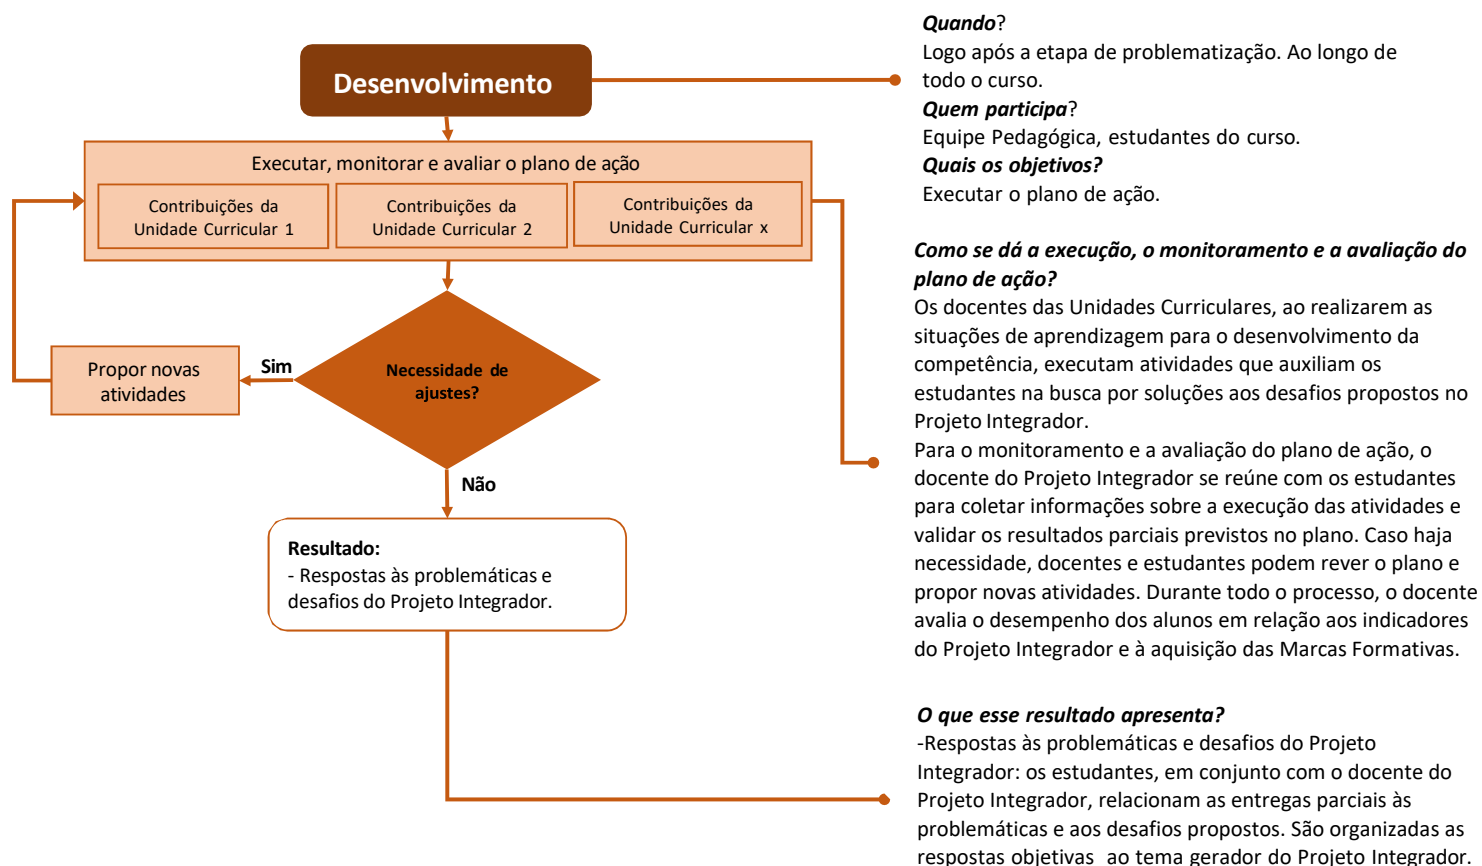 Desenvolvimento
Executar, monitorar e avaliar o plano de ação
Contribuições da
Unidade Curricular 1
Contribuições da
Unidade Curricular 2
Contribuições da
Unidade Curricular x
Necessidade de
ajustes?
Sim
Propor novas
atividades
Não
Resultado:
- Respostas às problemáticas e
desafios do Projeto Integrador.
Quando?
Logo após a etapa de problematização. Ao longo de
todo o curso.
Quem participa?
Equipe Pedagógica, estudantes do curso.
Quais os objetivos?
Executar o plano de ação.
Como se dá a execução, o monitoramento e a avaliação do
plano de ação?
Os docentes das Unidades Curriculares, ao realizarem as
situações de aprendizagem para o desenvolvimento da
competência, executam atividades que auxiliam os
estudantes na busca por soluções aos desafios propostos no
Projeto Integrador.
Para o monitoramento e a avaliação do plano de ação, o
docente do Projeto Integrador se reúne com os estudantes
para coletar informações sobre a execução das atividades e
validar os resultados parciais previstos no plano. Caso haja
necessidade, docentes e estudantes podem rever o plano e
propor novas atividades. Durante todo o processo, o docente
avalia o desempenho dos alunos em relação aos indicadores
do Projeto Integrador e à aquisição das Marcas Formativas.
O que esse resultado apresenta?
-Respostas às problemáticas e desafios do Projeto
Integrador: os estudantes, em conjunto com o docente do
Projeto Integrador, relacionam as entregas parciais às
problemáticas e aos desafios propostos. São organizadas as
respostas objetivas ao tema gerador do Projeto Integrador.